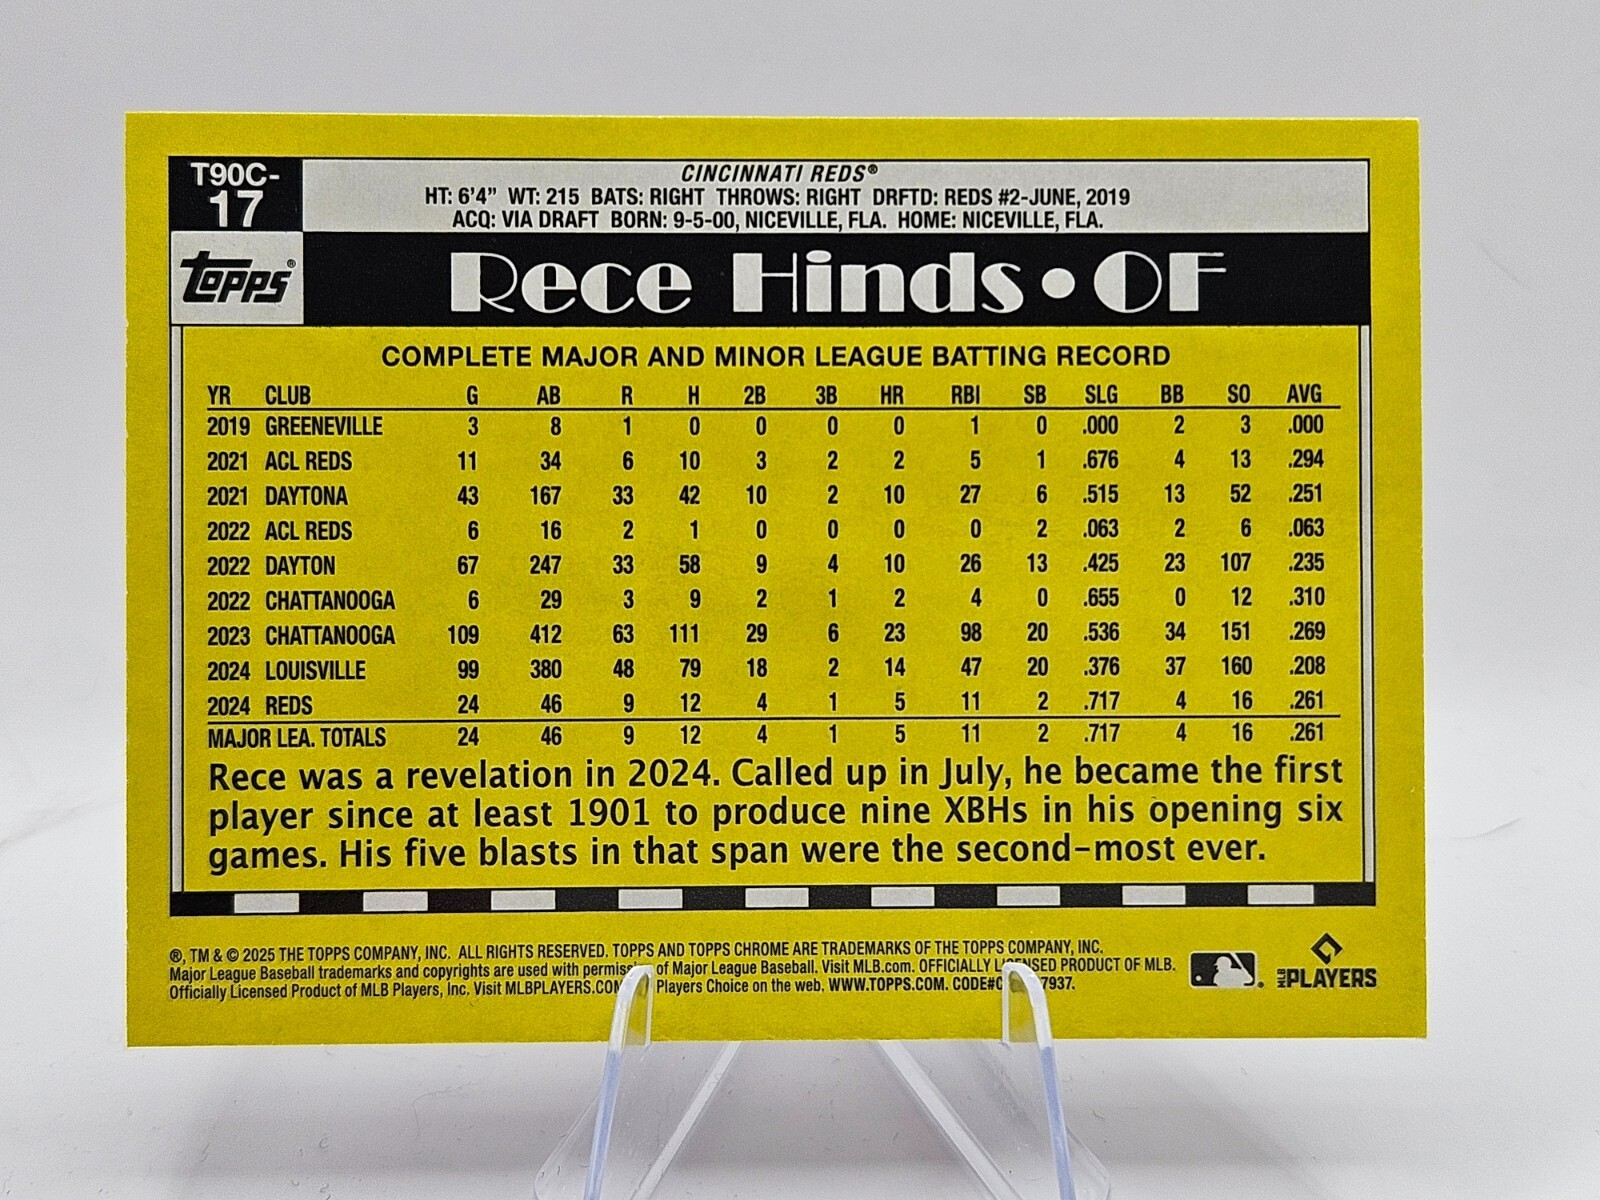 T90C-
17
CINCINNATI REDS®
HT: 6'4" WT: 215 BATS: RIGHT THROWS: RIGHT DRFTD: REDS #2-JUNE, 2019
ACQ: VIA DRAFT BORN: 9-5-00, NICEVILLE, FLA. HOME: NICEVILLE, FLA.
Topps®
Rece Hinds • OF
COMPLETE MAJOR AND MINOR LEAGUE BATTING RECORD
YR CLUB G AB R H 2B 3B HR RBI SB SLG BB SO AVG
2019 GREENEVILLE 3 8 1 0 0 0 0 1 0 .000 2 3 .000
2021 ACL REDS 11 34 6 10 3 2 2 5 1 .676 4 13 .294
2021 DAYTONA 43 167 33 42 10 2 10 27 6 .515 13 52 .251
2022 ACL REDS 6 16 2 1 0 0 0 0 2 .063 2 6 .063
2022 DAYTON 67 247 33 58 9 4 10 26 13 .425 23 107 .235
2022 CHATTANOOGA 6 29 3 9 2 1 2 4 0 .655 0 12 .310
2023 CHATTANOOGA 109 412 63 111 29 6 23 98 20 .536 34 151 .269
2024 LOUISVILLE 99 380 48 79 18 2 14 47 20 .376 37 160 .208
2024 REDS 24 46 9 12 4 1 5 11 2 .717 4 16 .261
MAJOR LEA. TOTALS 24 46 9 12 4 1 5 11 2 .717 4 16 .261
Rece was a revelation in 2024. Called up in July, he became the first
player since at least 1901 to produce nine XBHs in his opening six
games. His five blasts in that span were the second-most ever.
®, TM & © 2025 THE TOPPS COMPANY, INC. ALL RIGHTS RESERVED. TOPPS AND TOPPS CHROME ARE TRADEMARKS OF THE TOPPS COMPANY, INC.
Major League Baseball trademarks and copyrights are used with permission of Major League Baseball. Visit MLB.com. OFFICIALLY LICENSED PRODUCT OF MLB.
Officially Licensed Product of MLB Players, Inc. Visit MLBPLAYERS.COM Players Choice on the web. WWW.TOPPS.COM. CODE# 7937.
MLB PLAYERS